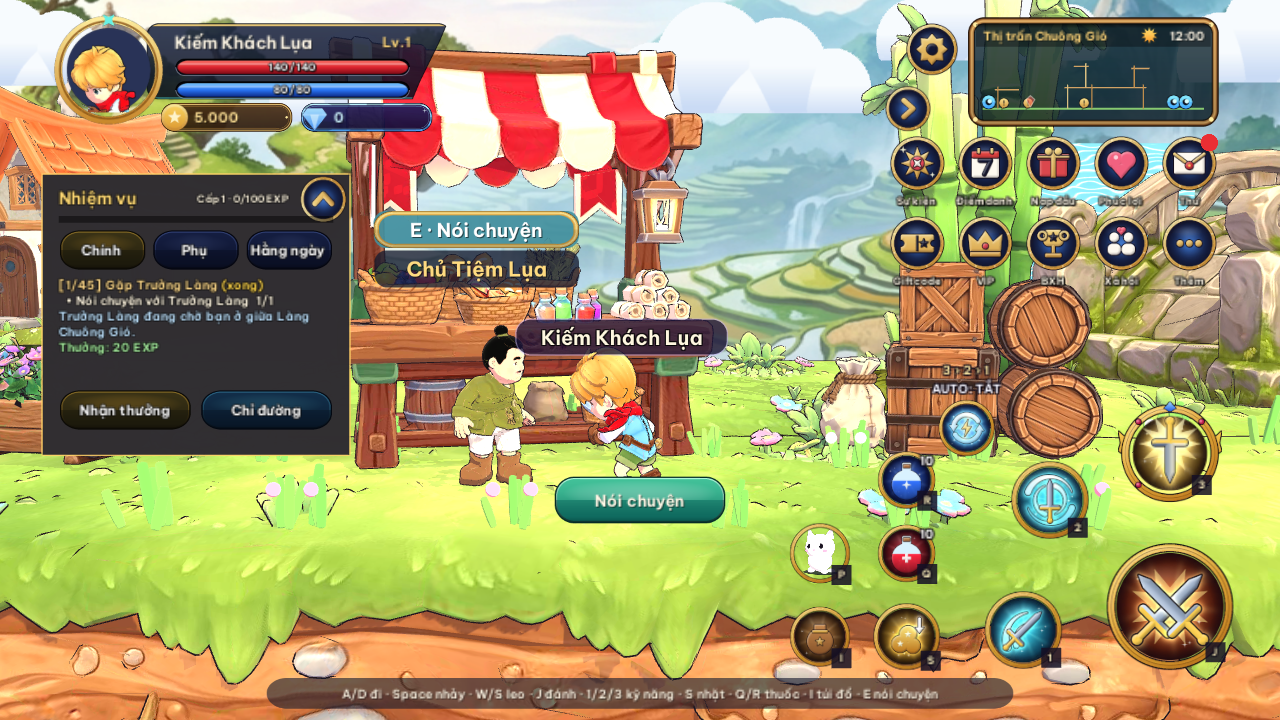 Kiếm Khách Lụa
Lv.1
140/140
80/80
5.000
0
Thị trấn Chuông Gió
12:00
Nhiệm vụ
Cấp 1 · 0/100 EXP
Chính
Phụ
Hằng ngày
[1/45] Gặp Trưởng Làng (xong)
• Nói chuyện với Trưởng Làng 1/1
Trưởng Làng đang chờ bạn ở giữa Làng
Chuông Gió.
Thưởng: 20 EXP
Nhận thưởng
Chỉ đường
E · Nói chuyện
Chủ Tiệm Lụa
Kiếm Khách Lụa
Nói chuyện
7
Sự kiện
Điểm danh
Nạp đầu
Phúc lợi
Thư
Giftcode
VIP
BXH
Xã hội
Thêm
3 · 2 · 1
AUTO: TẮT
10
R
10
Q
P
3
2
I
S
1
J
A/D đi · Space nhảy · W/S leo · J đánh · 1/2/3 kỹ năng · S nhặt · Q/R thuốc · I túi đồ · E nói chuyện